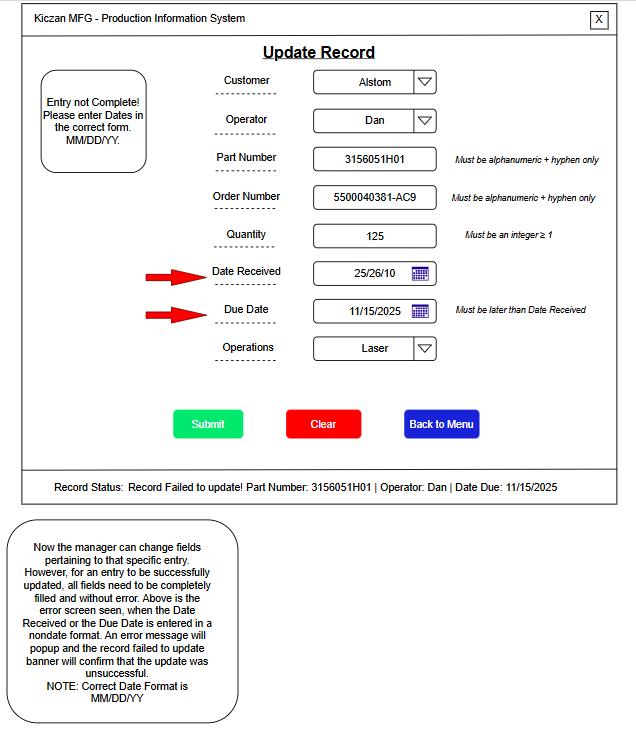 Kiczan MFG - Production Information System
X
Update Record
Entry not Complete!
Please enter Dates in
the correct form.
MM/DD/YY.
Customer
Alstom
Operator
Dan
Part Number
3156051H01
Must be alphanumeric + hyphen only
Order Number
5500040381-AC9
Must be alphanumeric + hyphen only
Quantity
125
Must be an integer ≥ 1
Date Received
25/26/10
Due Date
11/15/2025
Must be later than Date Received
Operations
Laser
Submit
Clear
Back to Menu
Record Status: Record Failed to update! Part Number: 3156051H01 | Operator: Dan | Date Due: 11/15/2025
Now the manager can change fields
pertaining to that specific entry.
However, for an entry to be successfully
updated, all fields need to be completely
filled and without error. Above is the
error screen seen, when the Date
Received or the Due Date is entered in a
nondate format. An error message will
popup and the record failed to update
banner will confirm that the update was
unsuccessful.
NOTE: Correct Date Format is
MM/DD/YY